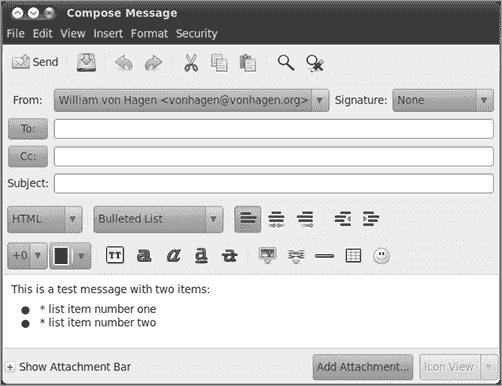 Compose Message
File Edit View Insert Format Security
Send
From: William von Hagen <vonhagen@vonhagen.org> Signature: None
To:
Cc:
Subject:
HTML Bulleted List
+0 TT a a a a
This is a test message with two items:
● * list item number one
● * list item number two
Show Attachment Bar Add Attachment... Icon View